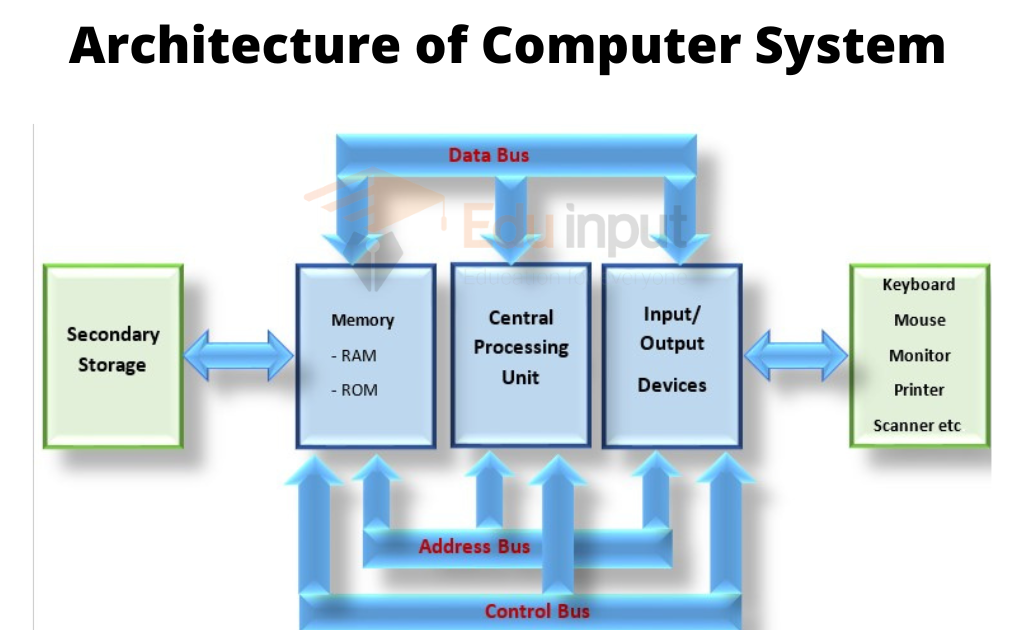 Architecture of Computer System
Data Bus
Edu input
Education for everyone
Secondary
Storage
Memory
- RAM
- ROM
Central
Processing
Unit
Input/
Output
Devices
Keyboard
Mouse
Monitor
Printer
Scanner etc
Address Bus
Control Bus